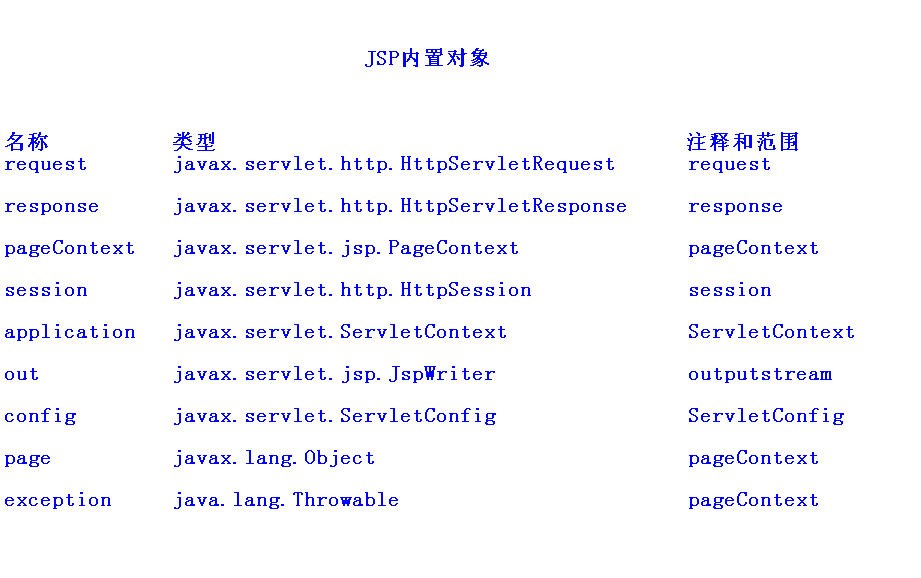 JSP内置对象
名称 类型 注释和范围
request javax.servlet.http.HttpServletRequest request
response javax.servlet.http.HttpServletResponse response
pageContext javax.servlet.jsp.PageContext pageContext
session javax.servlet.http.HttpSession session
application javax.servlet.ServletContext ServletContext
out javax.servlet.jsp.JspWriter outputstream
config javax.servlet.ServletConfig ServletConfig
page javax.lang.Object pageContext
exception java.lang.Throwable pageContext